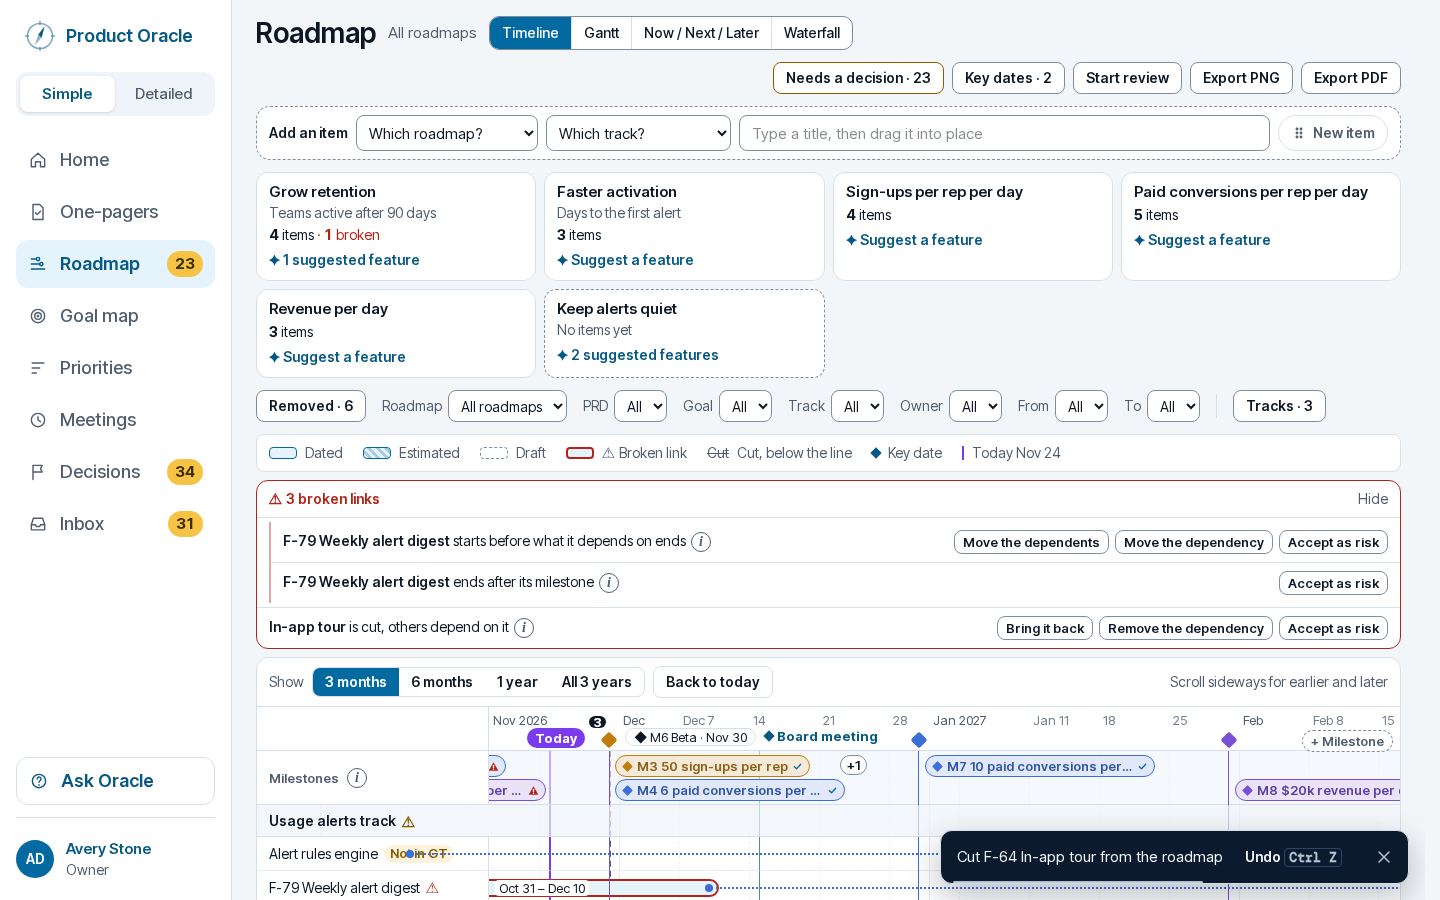 Product Oracle
Simple Detailed
Home
One-pagers
Roadmap 23
Goal map
Priorities
Meetings
Decisions 34
Inbox 31
Ask Oracle
AD Avery Stone
Owner
Roadmap All roadmaps Timeline Gantt Now / Next / Later Waterfall
Needs a decision · 23 Key dates · 2 Start review Export PNG Export PDF
Add an item Which roadmap? Which track? Type a title, then drag it into place New item
Grow retention
Teams active after 90 days
4 items · 1 broken
1 suggested feature
Faster activation
Days to the first alert
3 items
Suggest a feature
Sign-ups per rep per day
4 items
Suggest a feature
Paid conversions per rep per day
5 items
Suggest a feature
Revenue per day
3 items
Suggest a feature
Keep alerts quiet
No items yet
2 suggested features
Removed · 6 Roadmap All roadmaps PRD All Goal All Track All Owner All From All To All Tracks · 3
Dated Estimated Draft ⚠ Broken link Cut Cut, below the line Key date Today Nov 24
⚠ 3 broken links Hide
F-79 Weekly alert digest starts before what it depends on ends i Move the dependents Move the dependency Accept as risk
F-79 Weekly alert digest ends after its milestone i Accept as risk
In-app tour is cut, others depend on it i Bring it back Remove the dependency Accept as risk
Show 3 months 6 months 1 year All 3 years Back to today Scroll sideways for earlier and later
Nov 2026 3 Dec Dec 7 14 21 28 Jan 2027 Jan 11 18 25 Feb Feb 8 15
Today M6 Beta · Nov 30 Board meeting + Milestone
Milestones i M3 50 sign-ups per rep +1 M7 10 paid conversions per...
per ... M4 6 paid conversions per ... M8 $20k revenue per
Usage alerts track ⚠
Alert rules engine Not in GT
F-79 Weekly alert digest ⚠ Oct 31 – Dec 10
Cut F-64 In-app tour from the roadmap Undo Ctrl Z